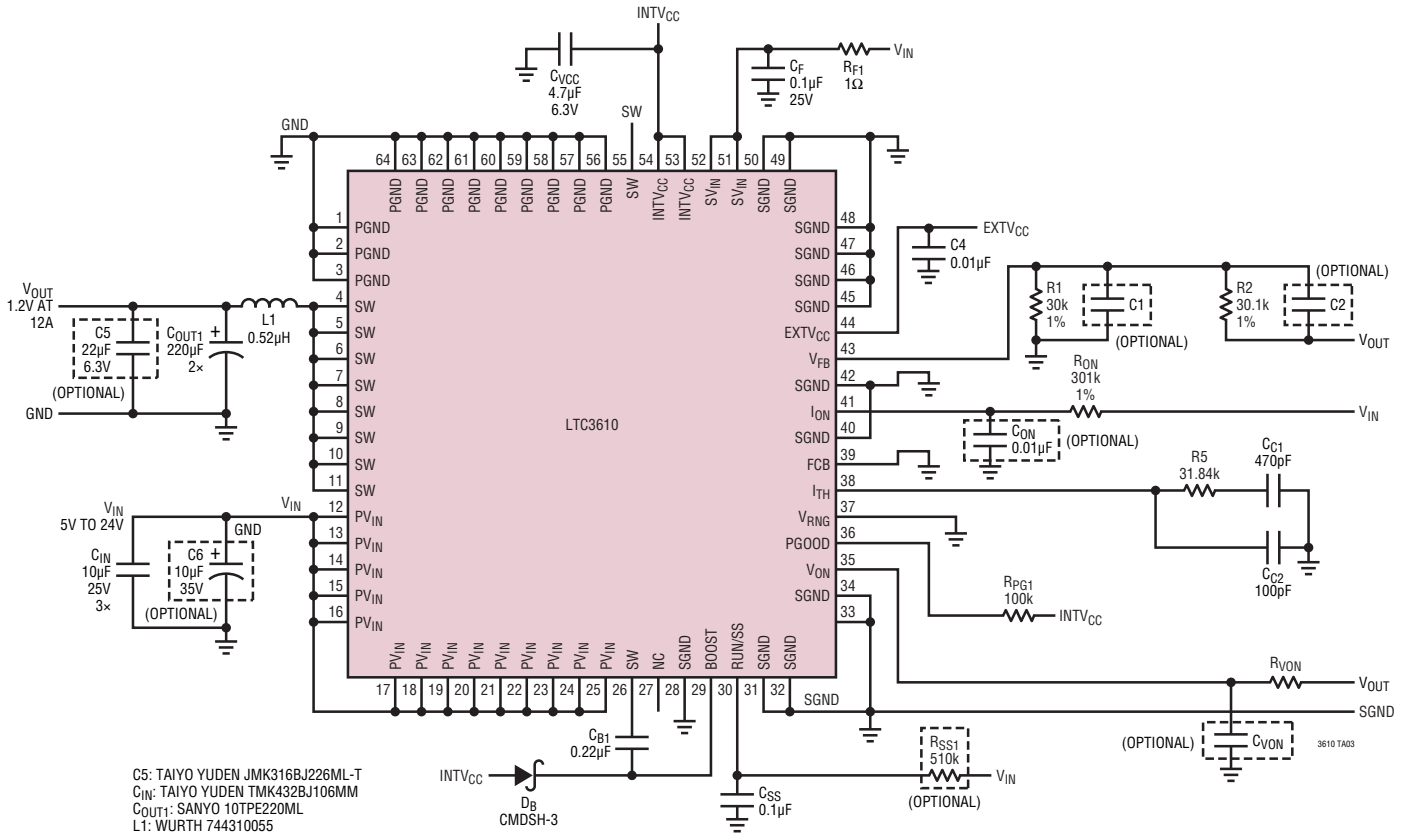 INTVCC
CVCC
4.7µF
6.3V
CF
0.1µF
25V
RF1
1Ω
VIN
SW
GND
64 63 62 61 60 59 58 57 56 55 54 53 52 51 50 49
PGND PGND PGND PGND PGND PGND PGND PGND PGND SW INTVCC INTVCC SVIN SVIN SGND SGND
1 PGND
2 PGND
3 PGND
4 SW
5 SW
6 SW
7 SW
8 SW
9 SW
10 SW
11 SW
12 PVIN
13 PVIN
14 PVIN
15 PVIN
16 PVIN
LTC3610
SGND 48
SGND 47
SGND 46
SGND 45
EXTVCC 44
VFB 43
SGND 42
ION 41
SGND 40
FCB 39
ITH 38
VRNG 37
PGOOD 36
VON 35
SGND 34
33
PVIN PVIN PVIN PVIN PVIN PVIN PVIN PVIN PVIN SW NC SGND BOOST RUN/SS SGND SGND
17 18 19 20 21 22 23 24 25 26 27 28 29 30 31 32
VOUT
1.2V AT
12A
C5
22µF
6.3V
(OPTIONAL)
COUT1
220µF
2×
+
L1
0.52µH
GND
VIN
5V TO 24V
VIN
GND
CIN
10µF
25V
3×
C6
10µF
35V
+
(OPTIONAL)
EXTVCC
C4
0.01µF
R1
30k
1%
C1
(OPTIONAL)
R2
30.1k
1%
(OPTIONAL)
C2
VOUT
RON
301k
1%
VIN
CON
0.01µF
(OPTIONAL)
R5
31.84k
CC1
470pF
CC2
100pF
RPG1
100k
INTVCC
RVON
VOUT
SGND
SGND
(OPTIONAL)
CVON
3610 TA03
CB1
0.22µF
INTVCC
DB
CMDSH-3
CSS
0.1µF
RSS1
510k
(OPTIONAL)
VIN
C5: TAIYO YUDEN JMK316BJ226ML-T
CIN: TAIYO YUDEN TMK432BJ106MM
COUT1: SANYO 10TPE220ML
L1: WURTH 744310055